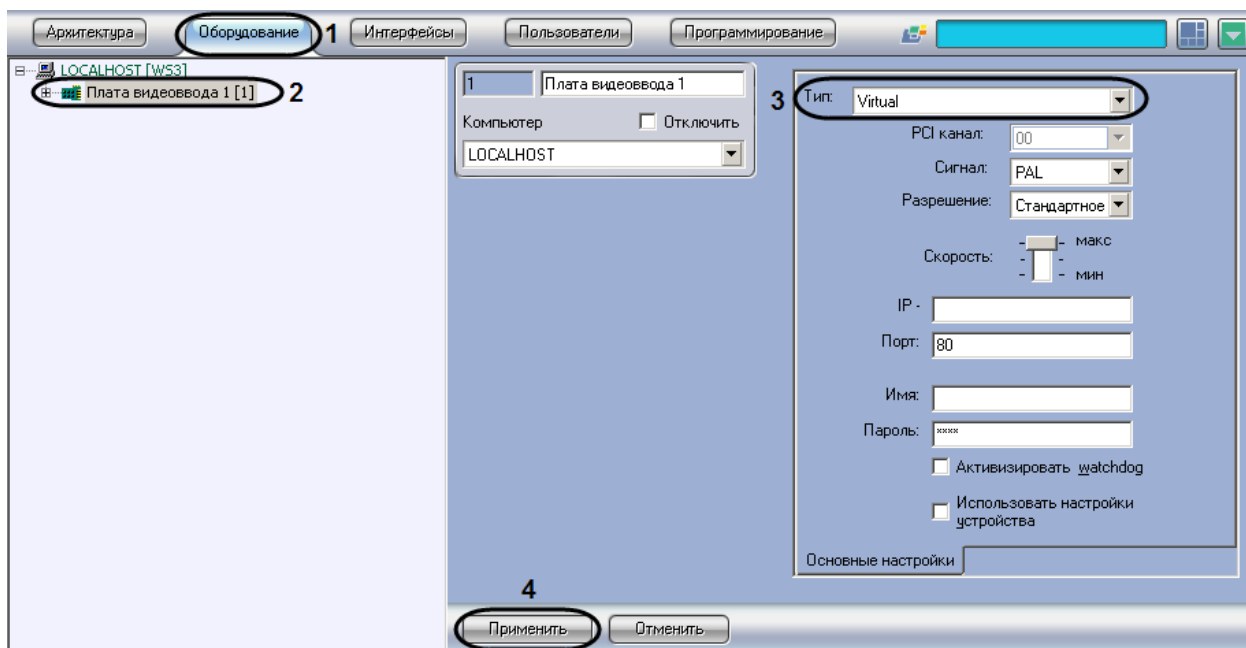 Архитектура Оборудование 1 Интерфейсы Пользователи Программирование
LOCALHOST [WS3]
Плата видеоввода 1 [1] 2
1 Плата видеоввода 1
Компьютер Отключить
LOCALHOST
3 Тип: Virtual
PCI канал: 00
Сигнал: PAL
Разрешение: Стандартное
макс
Скорость:
мин
IP -
Порт: 80
Имя:
Пароль: ××××
Активизировать watchdog
Использовать настройки
устройства
Основные настройки
4
Применить Отменить